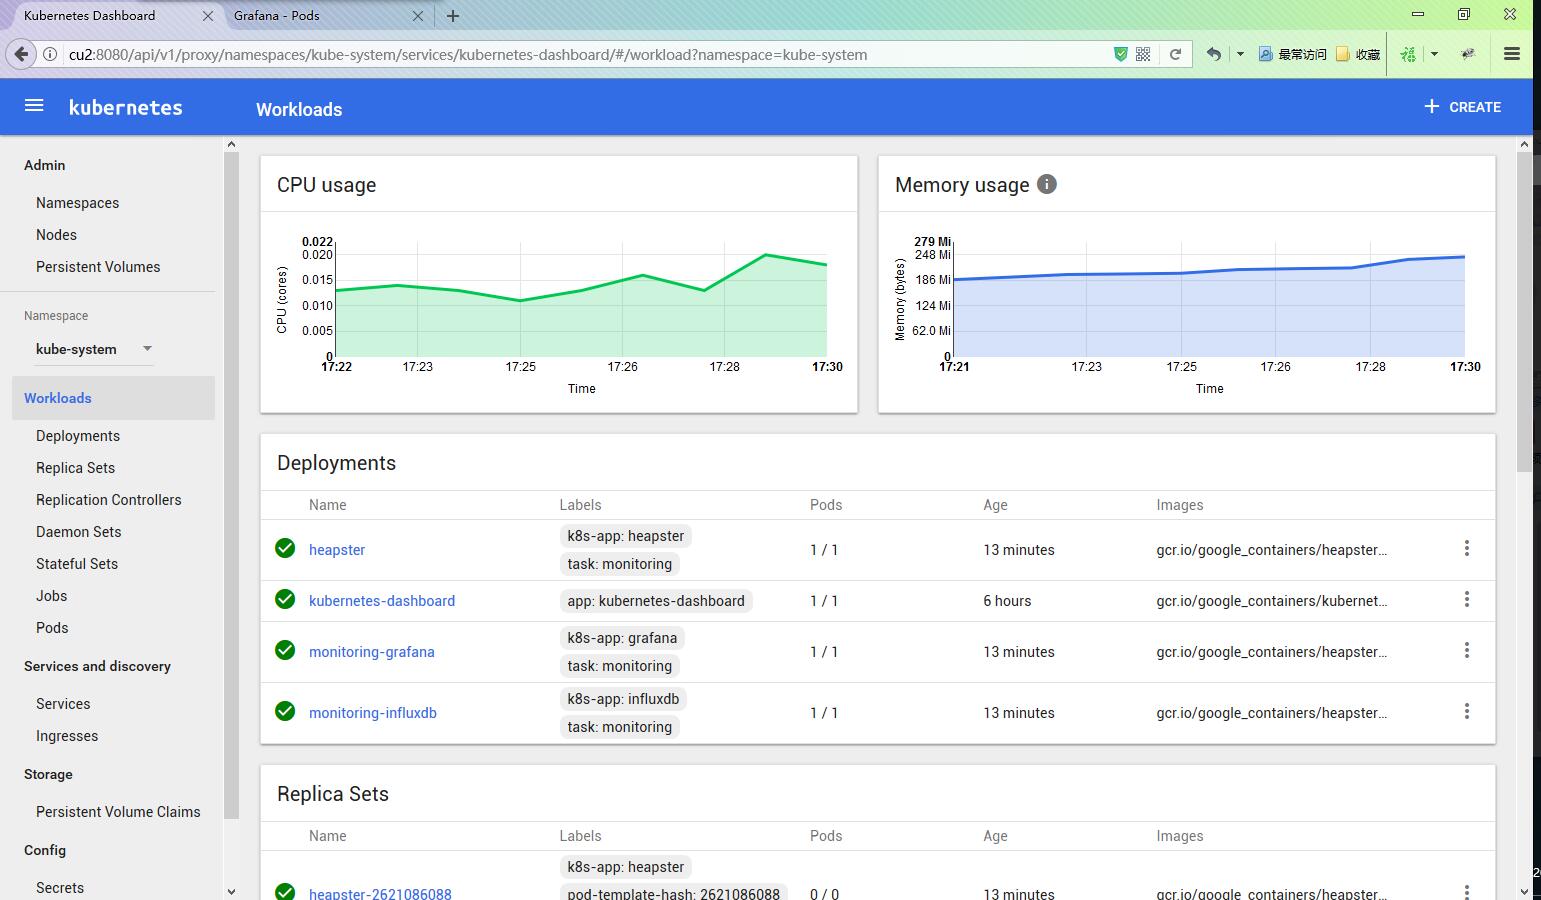 Kubernetes Dashboard
Grafana - Pods
cu2:8080/api/v1/proxy/namespaces/kube-system/services/kubernetes-dashboard/#/workload?namespace=kube-system
最常访问 收藏
kubernetes
Workloads
CREATE
Admin
Namespaces
Nodes
Persistent Volumes
Namespace
kube-system
Workloads
Deployments
Replica Sets
Replication Controllers
Daemon Sets
Stateful Sets
Jobs
Pods
Services and discovery
Services
Ingresses
Storage
Persistent Volume Claims
Config
Secrets
CPU usage
CPU (cores)
0.022
0.020
0.015
0.010
0.005
0
17:22 17:23 17:25 17:26 17:28 17:30
Time
Memory usage
Memory (bytes)
279 Mi
248 Mi
186 Mi
124 Mi
62.0 Mi
0
17:21 17:23 17:25 17:26 17:28 17:30
Time
Deployments
Name Labels Pods Age Images
heapster k8s-app: heapster 1 / 1 13 minutes gcr.io/google_containers/heapster...
task: monitoring
kubernetes-dashboard app: kubernetes-dashboard 1 / 1 6 hours gcr.io/google_containers/kubernet...
monitoring-grafana k8s-app: grafana 1 / 1 13 minutes gcr.io/google_containers/heapster...
task: monitoring
monitoring-influxdb k8s-app: influxdb 1 / 1 13 minutes gcr.io/google_containers/heapster...
task: monitoring
Replica Sets
Name Labels Pods Age Images
k8s-app: heapster
heapster-2621086088 pod-template-hash: 2621086088 0 / 0 13 minutes gcr.io/google_containers/heapster...